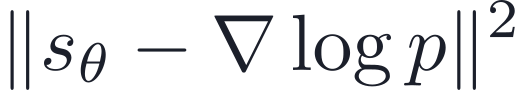 ‖s_θ − ∇ log p‖²